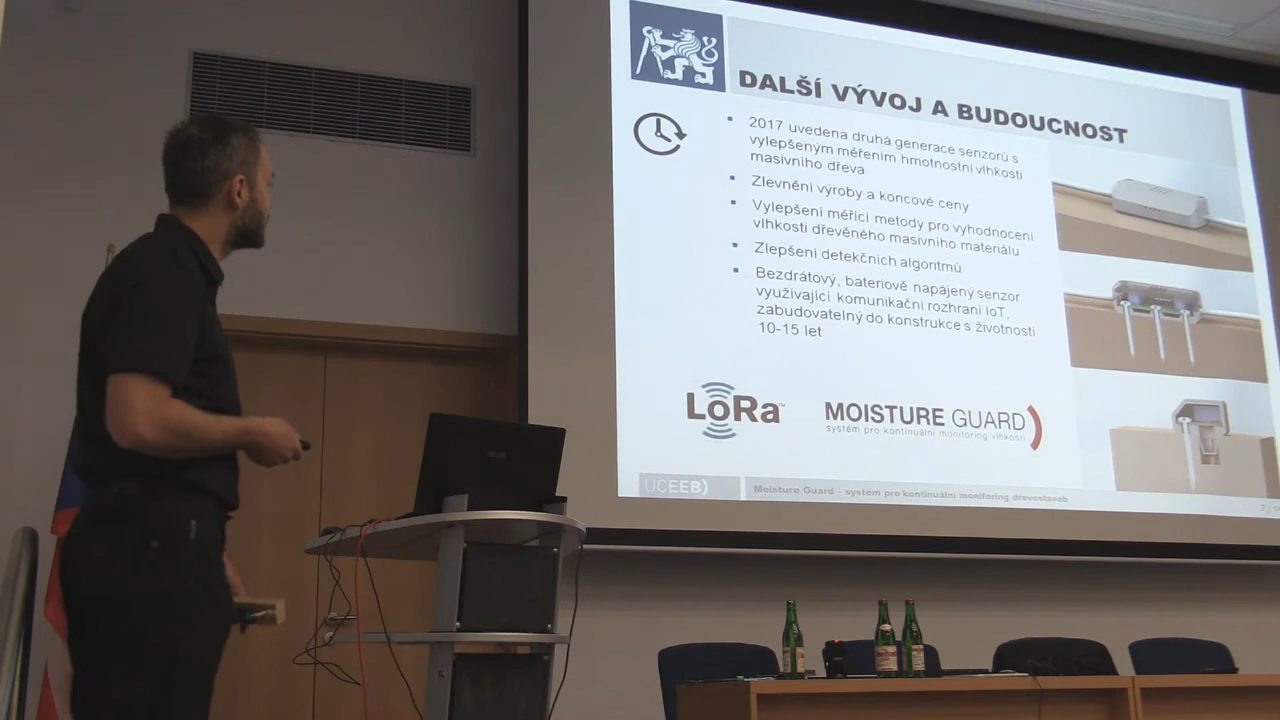 DALŠÍ VÝVOJ A BUDOUCNOST
2017 uvedena druhá generace senzorů s
vylepšeným měřením hmotnostní vlhkosti
masivního dřeva
Zlevnění výroby a koncové ceny
Vylepšení měřící metody pro vyhodnocení
vlhkosti dřevěného masivního materiálu
Zlepšení detekčních algoritmů
Bezdrátový, bateriově napájený senzor
využívající komunikační rozhraní IoT,
zabudovatelný do konstrukce s životností
10-15 let
LoRa™
MOISTURE GUARD
systém pro kontinuální monitoring vlhkosti
UCEEB
Moisture Guard – systém pro kontinuální monitoring dřevostaveb
ASUS